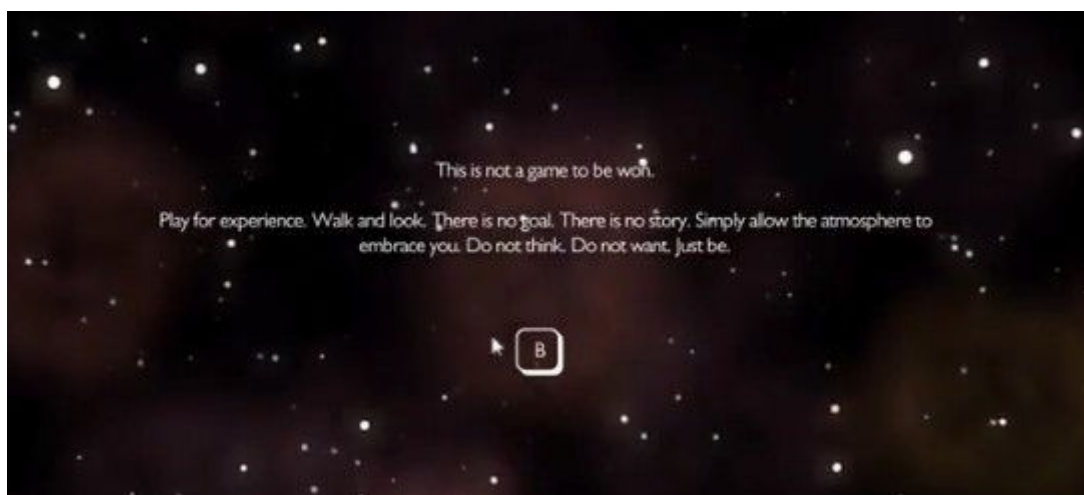 This is not a game to be won.
Play for experience. Walk and look. There is no goal. There is no story. Simply allow the atmosphere to
embrace you. Do not think. Do not want. Just be.
B